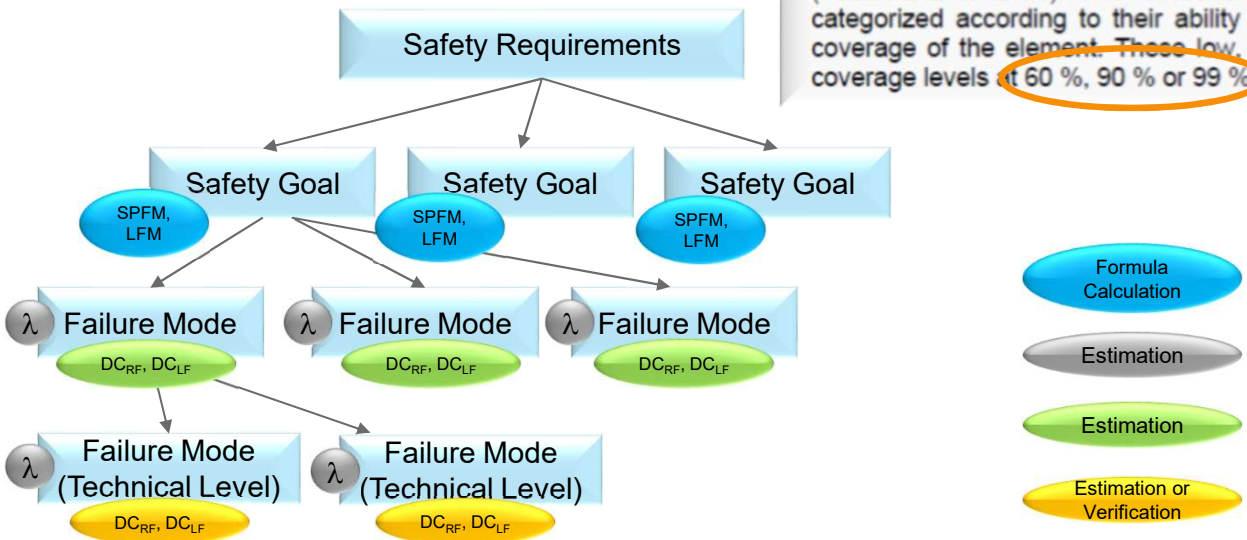 categorized according to their ability
coverage of the element. These low,
coverage levels at 60 %, 90 % or 99 %
Safety Requirements
Safety Goal
Safety Goal
Safety Goal
SPFM,
LFM
SPFM,
LFM
SPFM,
LFM
λ
Failure Mode
λ
Failure Mode
λ
Failure Mode
DCRF, DCLF
DCRF, DCLF
DCRF, DCLF
λ
Failure Mode
(Technical Level)
λ
Failure Mode
(Technical Level)
DCRF, DCLF
DCRF, DCLF
Formula
Calculation
Estimation
Estimation
Estimation or
Verification